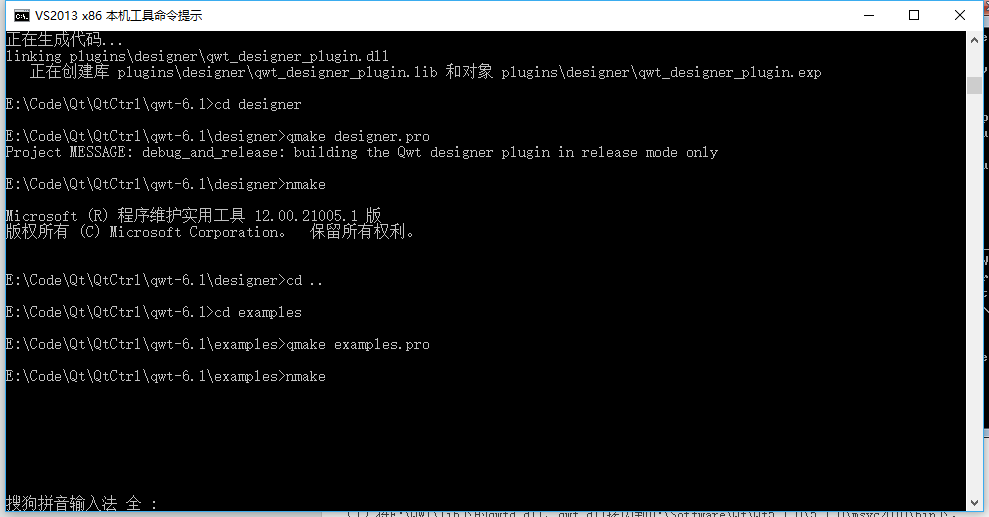 VS2013 x86 本机工具命令提示
正在生成代码...
linking plugins\designer\qwt_designer_plugin.dll
正在创建库 plugins\designer\qwt_designer_plugin.lib 和对象 plugins\designer\qwt_designer_plugin.exp
E:\Code\Qt\QtCtrl\qwt-6.1>cd designer
E:\Code\Qt\QtCtrl\qwt-6.1\designer>qmake designer.pro
Project MESSAGE: debug_and_release: building the Qwt designer plugin in release mode only
E:\Code\Qt\QtCtrl\qwt-6.1\designer>nmake
Microsoft (R) 程序维护实用工具 12.00.21005.1 版
版权所有 (C) Microsoft Corporation。  保留所有权利。
E:\Code\Qt\QtCtrl\qwt-6.1\designer>cd ..
E:\Code\Qt\QtCtrl\qwt-6.1>cd examples
E:\Code\Qt\QtCtrl\qwt-6.1\examples>qmake examples.pro
E:\Code\Qt\QtCtrl\qwt-6.1\examples>nmake
搜狗拼音输入法 全 :